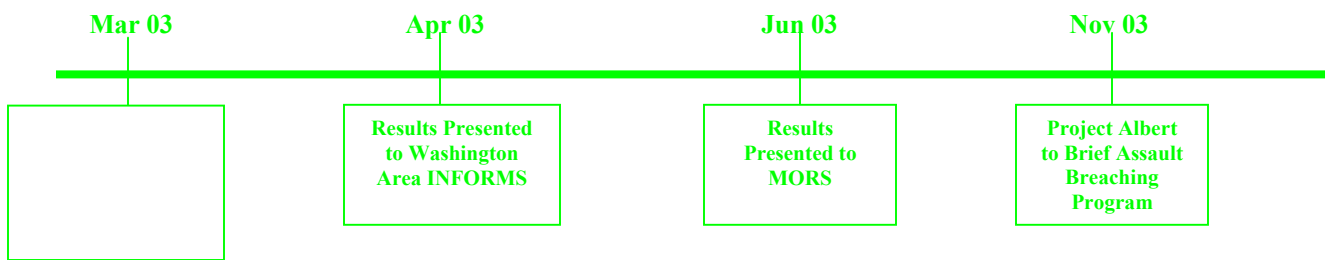 Mar 03
Apr 03
Jun 03
Nov 03
Results Presented
to Washington
Area INFORMS
Results
Presented to
MORS
Project Albert
to Brief Assault
Breaching
Program